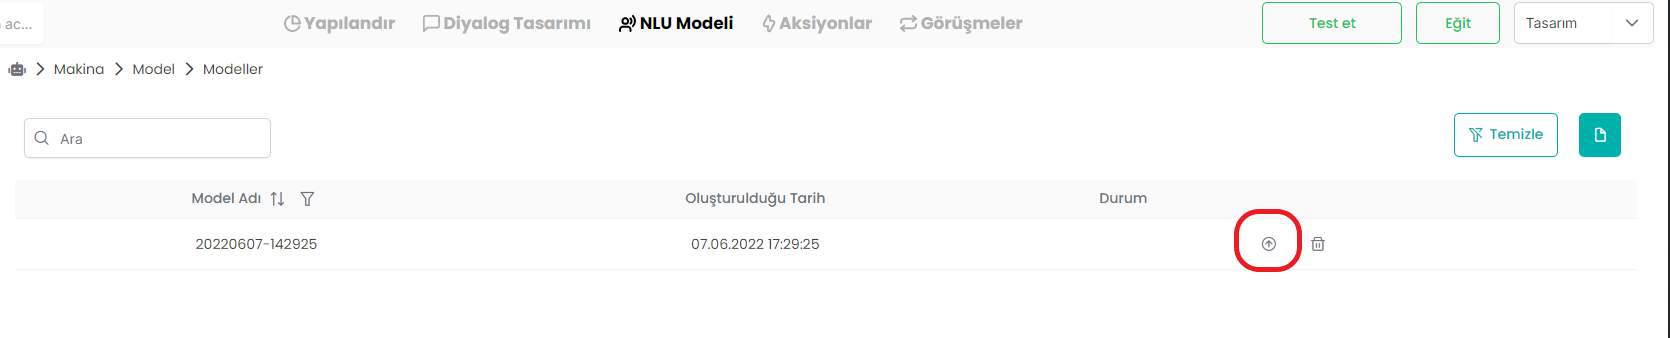 ac...
Yapılandır Diyalog Tasarımı NLU Modeli Aksiyonlar Görüşmeler Test et Eğit Tasarım
Makina > Model > Modeller
Ara Temizle
Model Adı Oluşturulduğu Tarih Durum
20220607-142925 07.06.2022 17:29:25